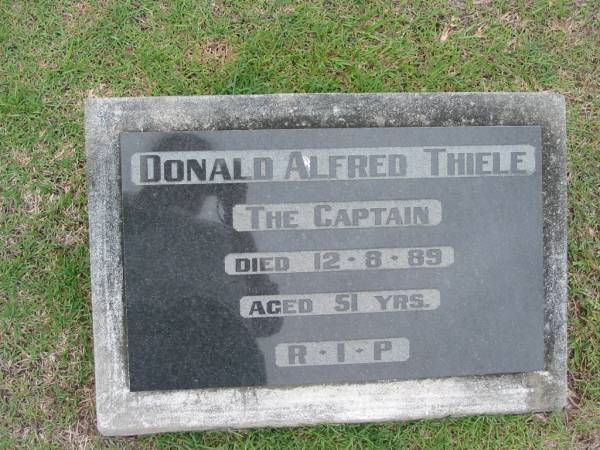 DONALD ALFRED THIELE
THE CAPTAIN
DIED 12·8·89
AGED 51 YRS.
R·I·P